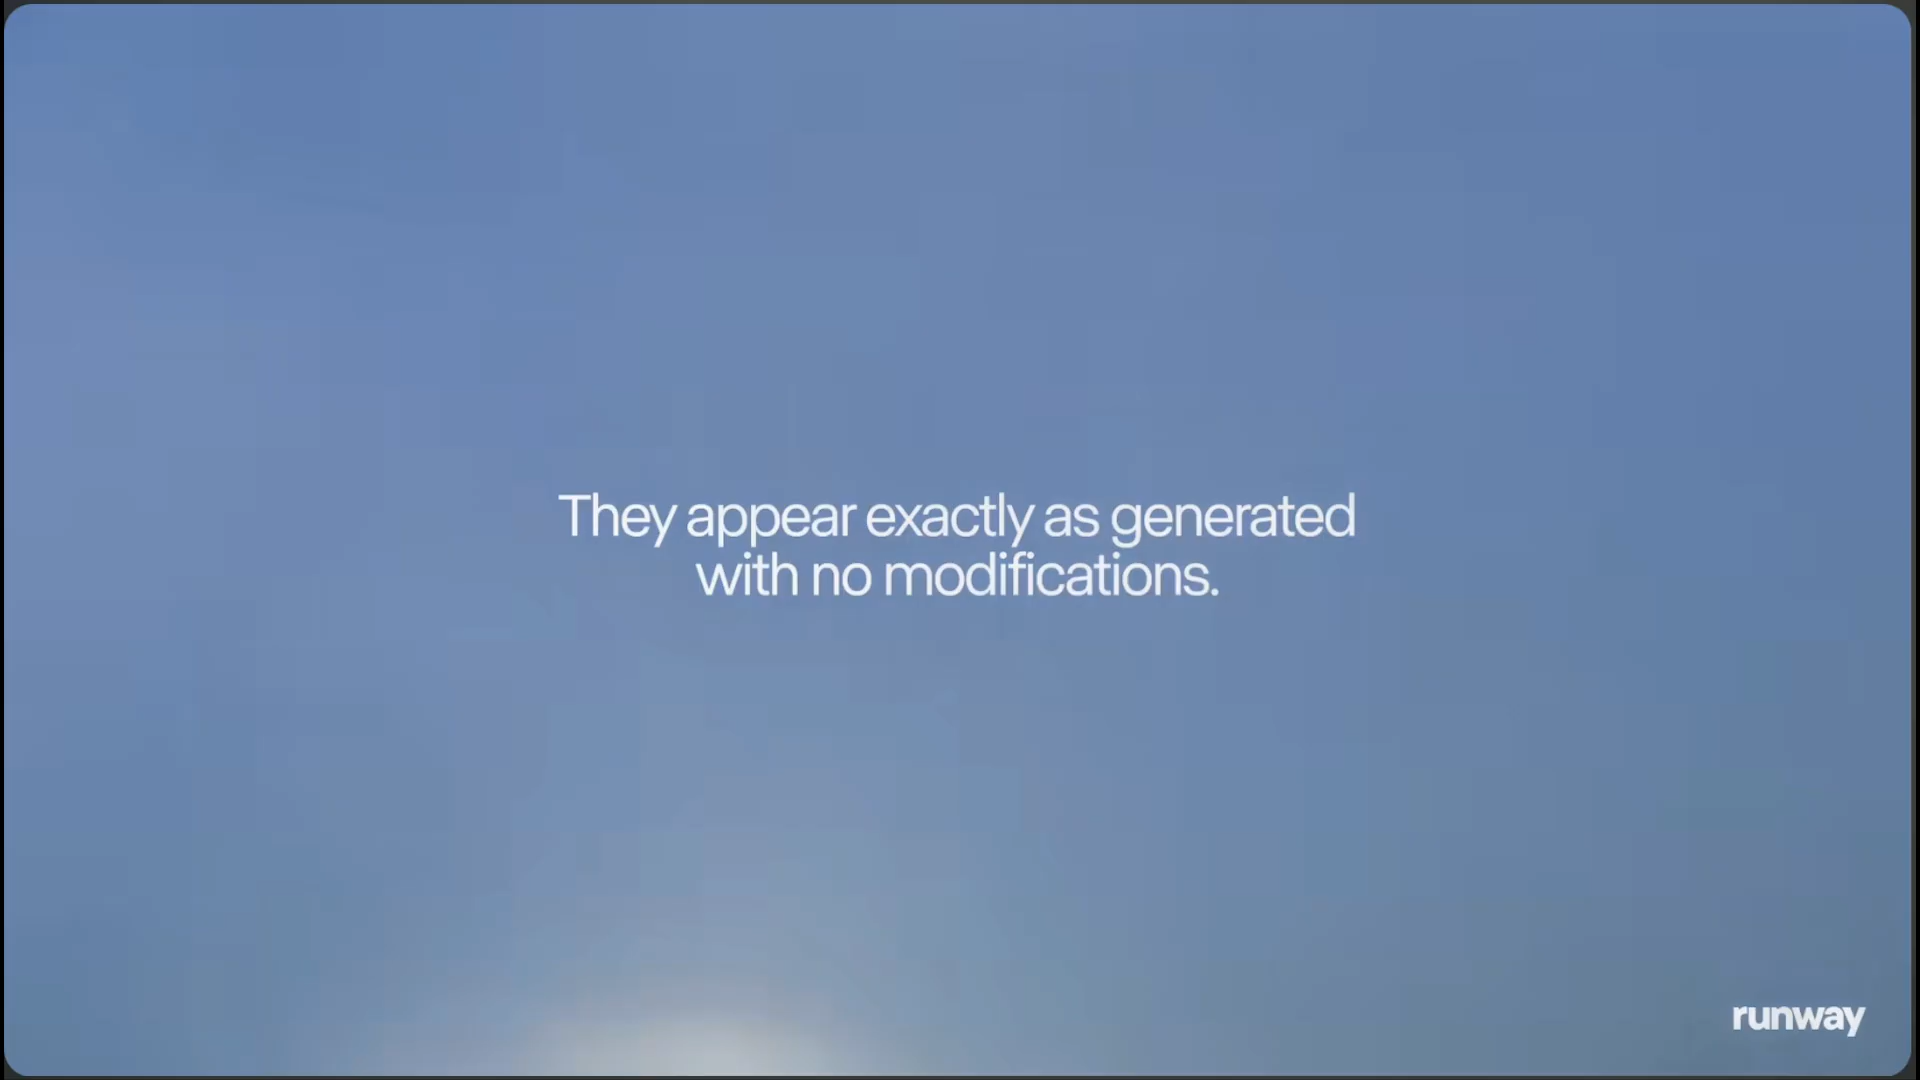 They appear exactly as generated
with no modifications.
runway